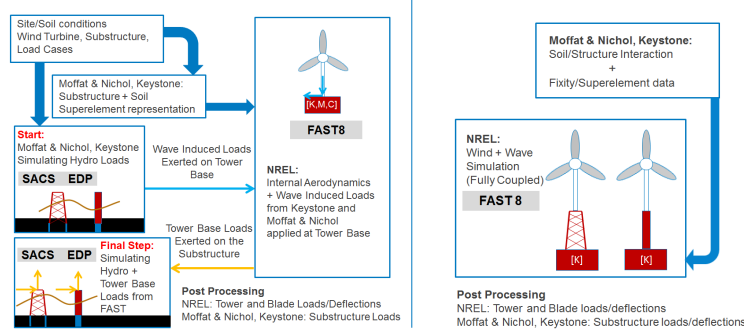 Site/Soil conditions
Wind Turbine, Substructure,
Load Cases
Moffat & Nichol, Keystone:
Substructure + Soil
Superelement representation
Start:
Moffat & Nichol, Keystone
Simulating Hydro Loads
SACS EDP
Wave Induced Loads
Exerted on Tower
Base
[K,M,C]
FAST8
NREL:
Internal Aerodynamics
+ Wave Induced Loads
from Keystone and
Moffat & Nichol
applied at Tower Base
Tower Base Loads
Exerted on the
Substructure
SACS EDP
Final Step:
Simulating
Hydro +
Tower Base
Loads from
FAST
Post Processing
NREL: Tower and Blade Loads/Deflections
Moffat & Nichol, Keystone: Substructure Loads
Moffat & Nichol, Keystone:
Soil/Structure Interaction
+
Fixity/Superelement data
NREL:
Wind + Wave
Simulation
(Fully Coupled)
FAST 8
[K]
[K]
Post Processing
NREL: Tower and Blade loads/deflections
Moffat & Nichol, Keystone: Substructure loads/deflections